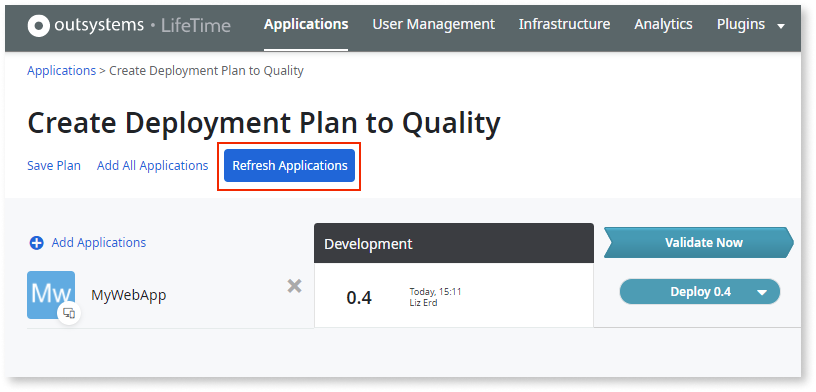 outsystems • LifeTime Applications User Management Infrastructure Analytics Plugins
Applications > Create Deployment Plan to Quality
Create Deployment Plan to Quality
Save Plan Add All Applications Refresh Applications
Add Applications Development Validate Now
Mw MyWebApp 0.4 Today, 15:11 Deploy 0.4
Liz Erd